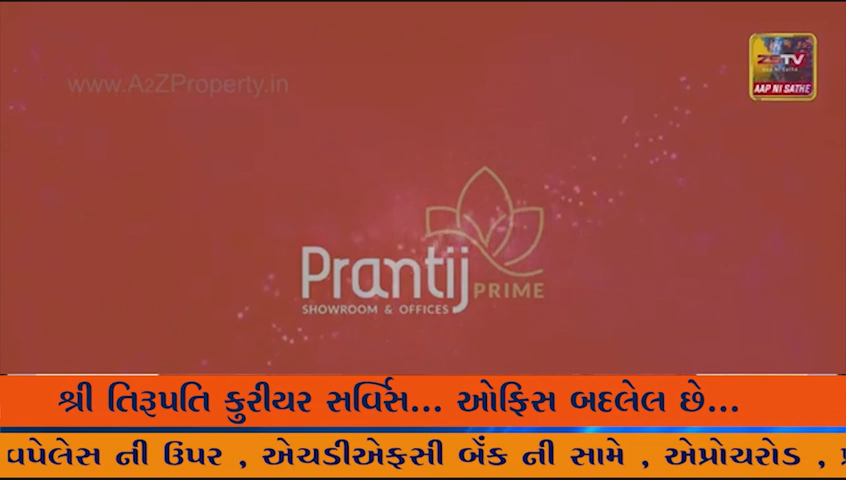 www.A2ZProperty.in
ZSTV
AAP NI SATHE
Prantij
PRIME
SHOWROOM & OFFICES
શ્રી તિરૂપતિ કુરીયર સર્વિસ... ઓફિસ બદલેલ છે...
વપેલેસ ની ઉપર , એચડીએફસી બેંક ની સામે , એપ્રોચરોડ ,